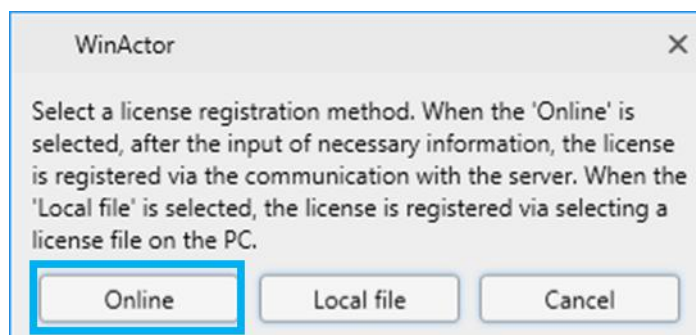 WinActor
Select a license registration method. When the 'Online' is
selected, after the input of necessary information, the license
is registered via the communication with the server. When the
'Local file' is selected, the license is registered via selecting a
license file on the PC.
Online Local file Cancel